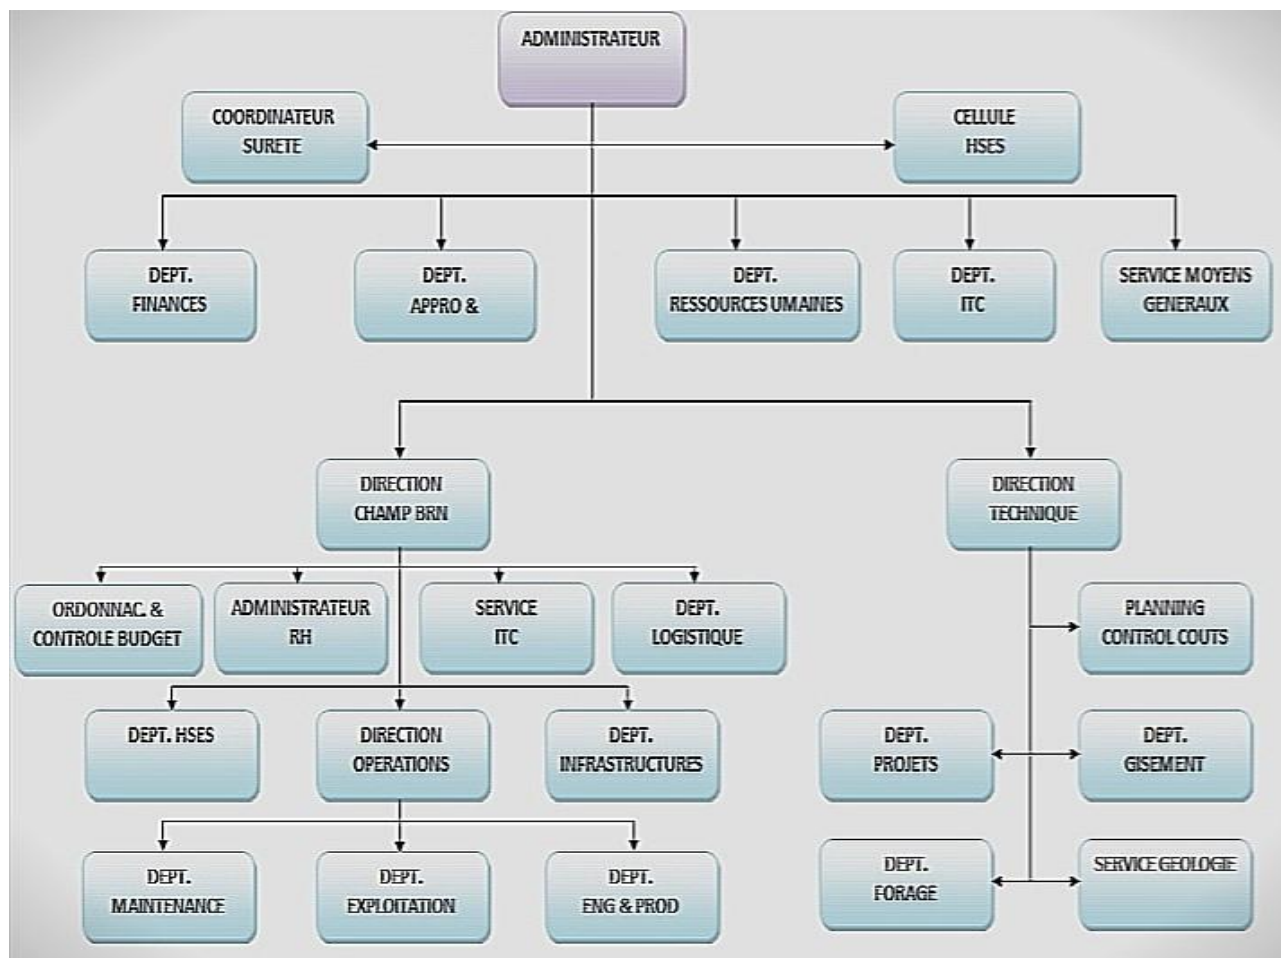 ADMINISTRATEUR
COORDINATEUR
SURETE
CELLULE
HSES
DEPT.
FINANCES
DEPT.
APPRO &
DEPT.
RESSOURCES UMAINES
DEPT.
ITC
SERVICE MOYENS
GENERAUX
DIRECTION
CHAMP BRN
DIRECTION
TECHNIQUE
ORDONNAC. &
CONTROLE BUDGET
ADMINISTRATEUR
RH
SERVICE
ITC
DEPT.
LOGISTIQUE
PLANNING
CONTROL COUTS
DEPT. HSES
DIRECTION
OPERATIONS
DEPT.
INFRASTRUCTURES
DEPT.
PROJETS
DEPT.
GISEMENT
DEPT.
MAINTENANCE
DEPT.
EXPLOITATION
DEPT.
ENG & PROD
DEPT.
FORAGE
SERVICE GEOLOGIE